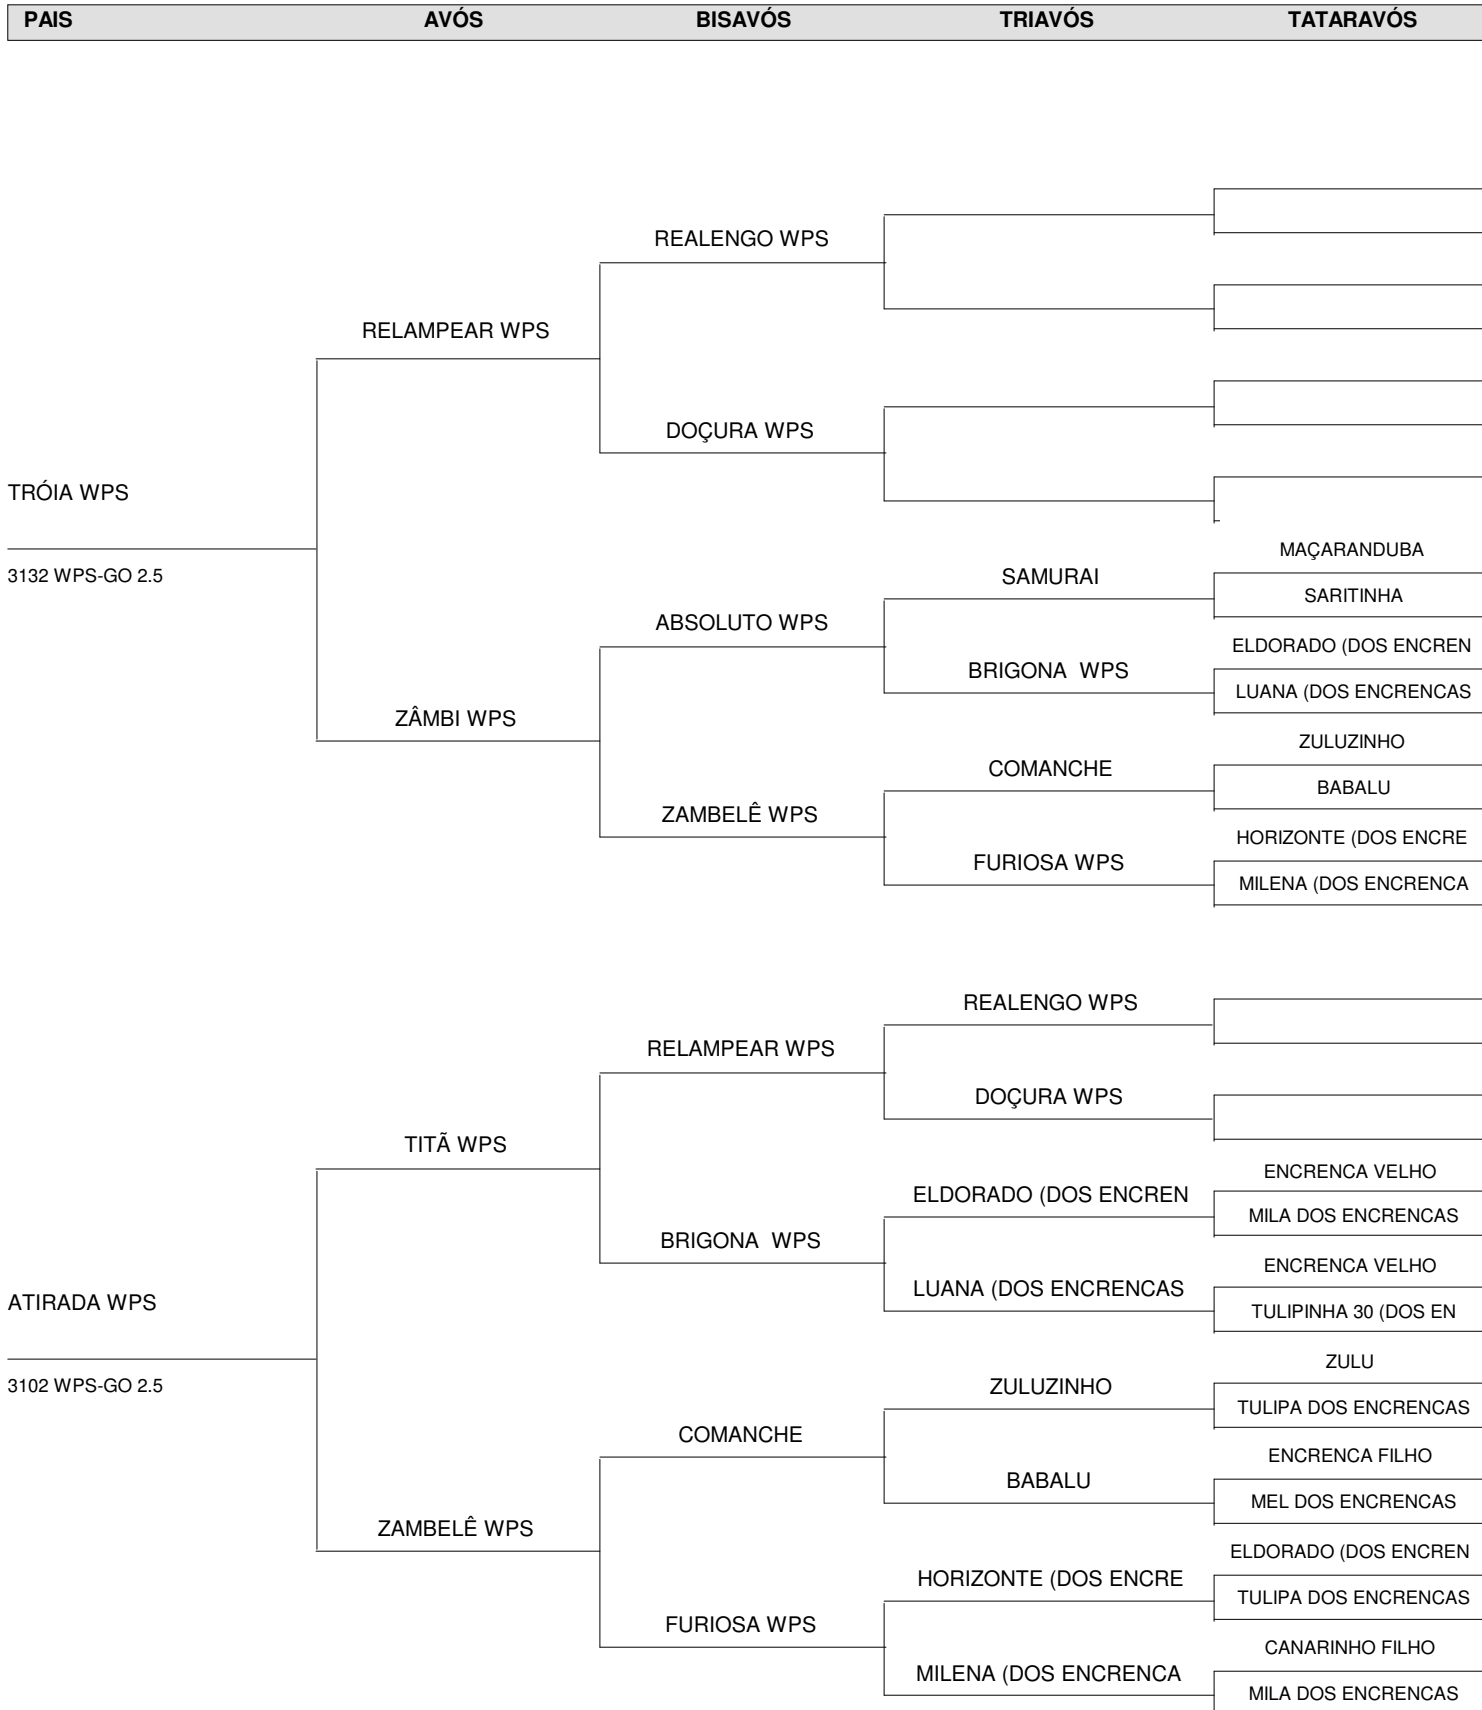 PAIS AVÓS BISAVÓS TRIAVÓS TATARAVÓS
REALENGO WPS
RELAMPEAR WPS
DOÇURA WPS
TRÓIA WPS
3132 WPS-GO 2.5
MAÇARANDUBA
SAMURAI
SARITINHA
ABSOLUTO WPS
ELDORADO (DOS ENCREN
BRIGONA  WPS
LUANA (DOS ENCRENCAS
ZÂMBI WPS
ZULUZINHO
COMANCHE
BABALU
ZAMBELÊ WPS
HORIZONTE (DOS ENCRE
FURIOSA WPS
MILENA (DOS ENCRENCA
REALENGO WPS
RELAMPEAR WPS
DOÇURA WPS
TITÃ WPS
ENCRENCA VELHO
ELDORADO (DOS ENCREN
MILA DOS ENCRENCAS
BRIGONA  WPS
ENCRENCA VELHO
LUANA (DOS ENCRENCAS
TULIPINHA 30 (DOS EN
ATIRADA WPS
3102 WPS-GO 2.5
ZULU
ZULUZINHO
TULIPA DOS ENCRENCAS
COMANCHE
ENCRENCA FILHO
BABALU
MEL DOS ENCRENCAS
ZAMBELÊ WPS
ELDORADO (DOS ENCREN
HORIZONTE (DOS ENCRE
TULIPA DOS ENCRENCAS
FURIOSA WPS
CANARINHO FILHO
MILENA (DOS ENCRENCA
MILA DOS ENCRENCAS